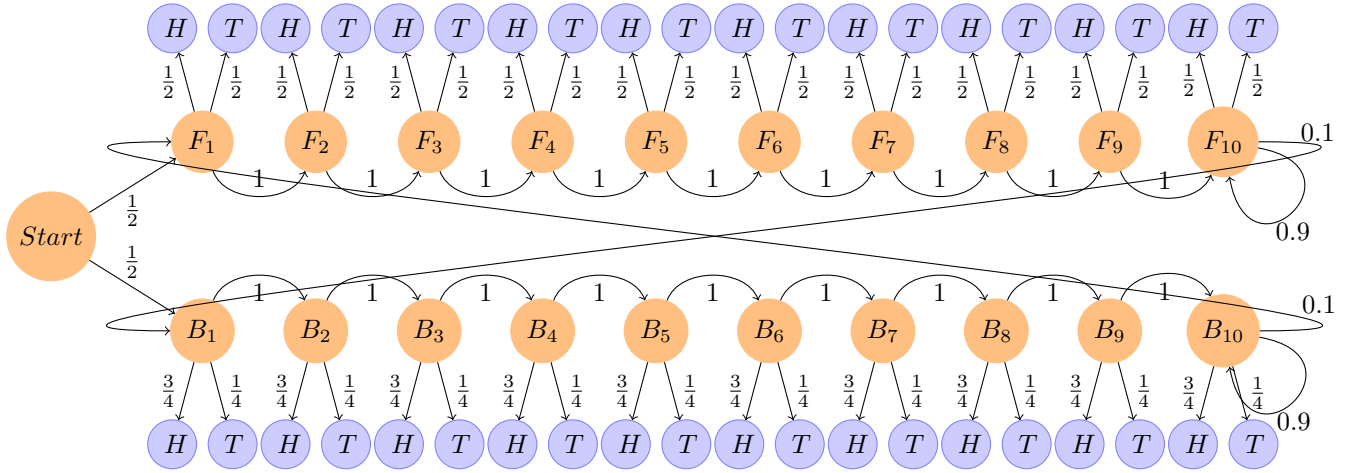 H T H T H T H T H T H T H T H T H T H T
1/2 1/2 1/2 1/2 1/2 1/2 1/2 1/2 1/2 1/2 1/2 1/2 1/2 1/2 1/2 1/2 1/2 1/2 1/2 1/2
F₁ F₂ F₃ F₄ F₅ F₆ F₇ F₈ F₉ F₁₀ 0.1
1 1 1 1 1 1 1 1 1
1/2
0.9
Start
1/2
1 1 1 1 1 1 1 1 1
0.1
B₁ B₂ B₃ B₄ B₅ B₆ B₇ B₈ B₉ B₁₀
3/4 1/4 3/4 1/4 3/4 1/4 3/4 1/4 3/4 1/4 3/4 1/4 3/4 1/4 3/4 1/4 3/4 1/4 3/4 1/4
0.9
H T H T H T H T H T H T H T H T H T H T